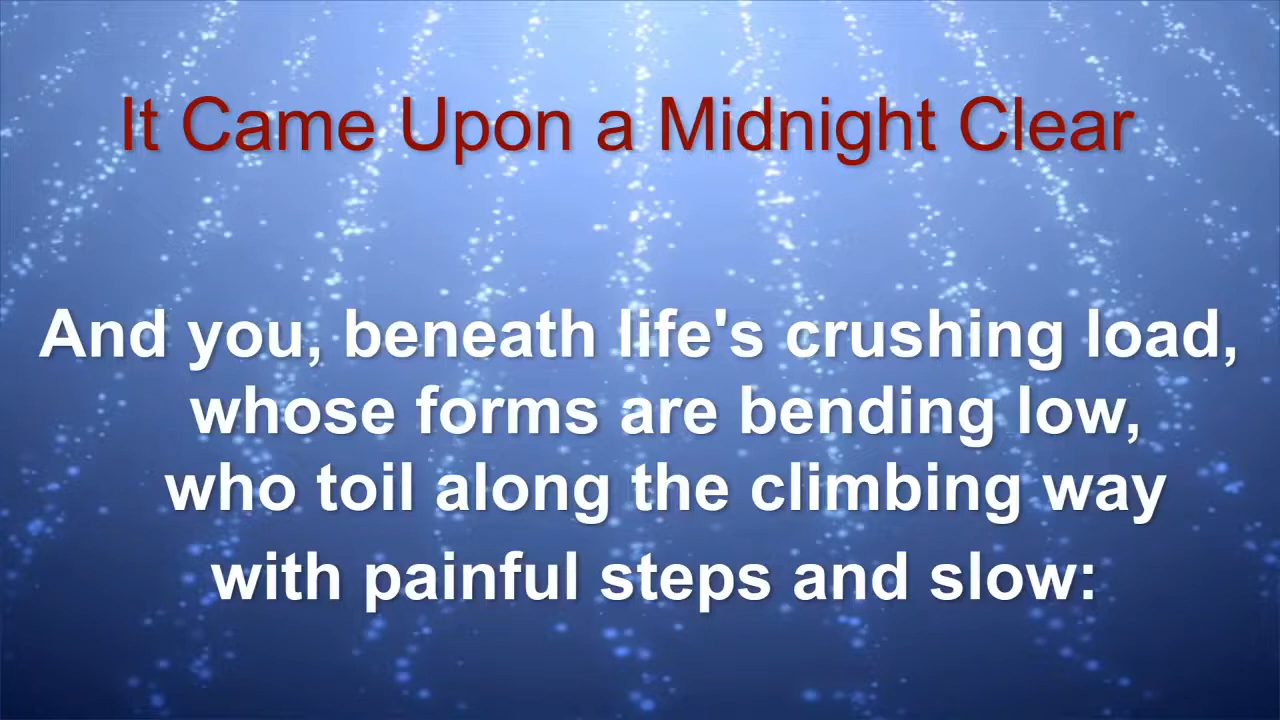 It Came Upon a Midnight Clear
And you, beneath life's crushing load,
whose forms are bending low,
who toil along the climbing way
with painful steps and slow: